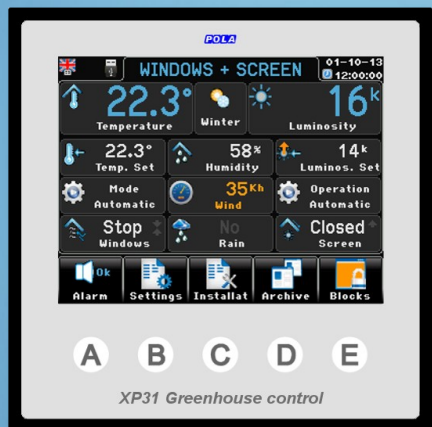 POLA
WINDOWS + SCREEN
01-10-13
12:00:00
22.3°
Temperature
Winter
16k
Luminosity
22.3°
Temp. Set
58%
Humidity
14k
Luminos. Set
Mode
Automatic
35Kh
Wind
Operation
Automatic
Stop
Windows
No
Rain
Closed
Screen
Ok
Alarm
Settings
Installat
Archive
Blocks
A B C D E
XP31 Greenhouse control